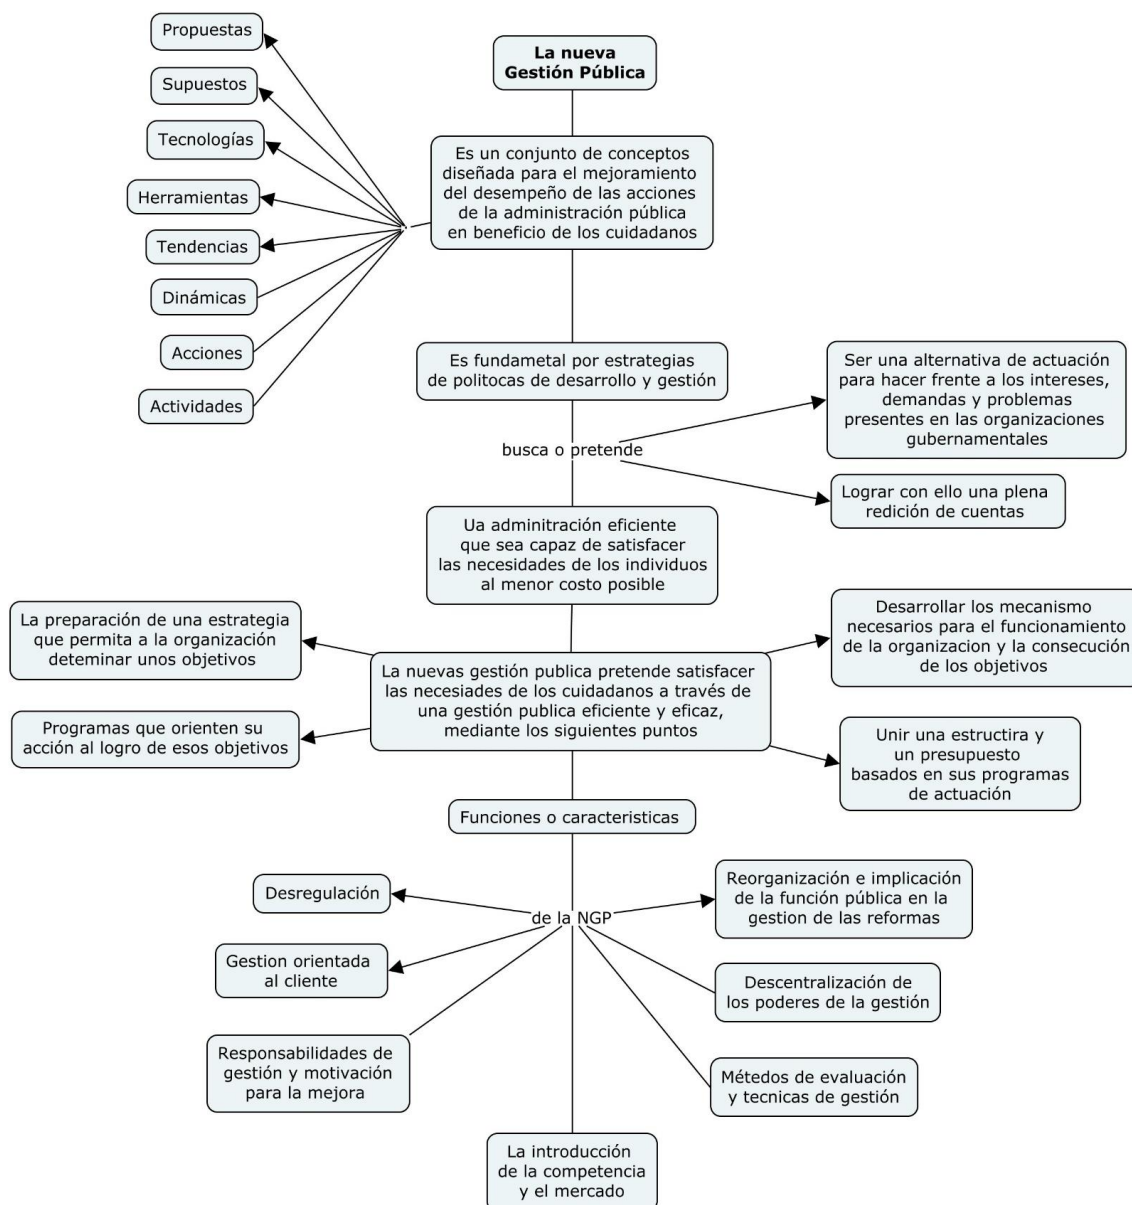 Propuestas
Supuestos
Tecnologías
Herramientas
Tendencias
Dinámicas
Acciones
Actividades
La nueva
Gestión Pública
Es un conjunto de conceptos
diseñada para el mejoramiento
del desempeño de las acciones
de la administración pública
en beneficio de los cuidadanos
Es fundametal por estrategias
de politocas de desarrollo y gestión
busca o pretende
Ser una alternativa de actuación
para hacer frente a los intereses,
demandas y problemas
presentes en las organizaciones
gubernamentales
Lograr con ello una plena
redición de cuentas
Ua adminitración eficiente
que sea capaz de satisfacer
las necesidades de los individuos
al menor costo posible
La preparación de una estrategia
que permita a la organización
deteminar unos objetivos
Programas que orienten su
acción al logro de esos objetivos
La nuevas gestión publica pretende satisfacer
las necesiades de los cuidadanos a través de
una gestión publica eficiente y eficaz,
mediante los siguientes puntos
Desarrollar los mecanismo
necesarios para el funcionamiento
de la organizacion y la consecución
de los objetivos
Unir una estructira y
un presupuesto
basados en sus programas
de actuación
Funciones o caracteristicas
de la NGP
Desregulación
Gestion orientada
al cliente
Responsabilidades de
gestión y motivación
para la mejora
La introducción
de la competencia
y el mercado
Reorganización e implicación
de la función pública en la
gestion de las reformas
Descentralización de
los poderes de la gestión
Métedos de evaluación
y tecnicas de gestión